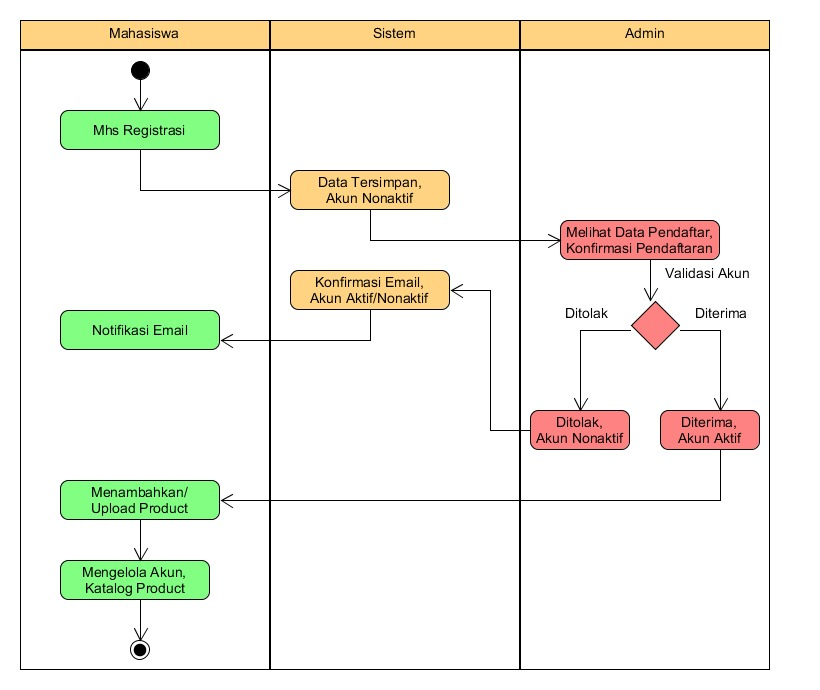 Mahasiswa
Sistem
Admin
Mhs Registrasi
Data Tersimpan,
Akun Nonaktif
Melihat Data Pendaftar,
Konfirmasi Pendaftaran
Validasi Akun
Konfirmasi Email,
Akun Aktif/Nonaktif
Notifikasi Email
Ditolak
Diterima
Ditolak,
Akun Nonaktif
Diterima,
Akun Aktif
Menambahkan/
Upload Product
Mengelola Akun,
Katalog Product